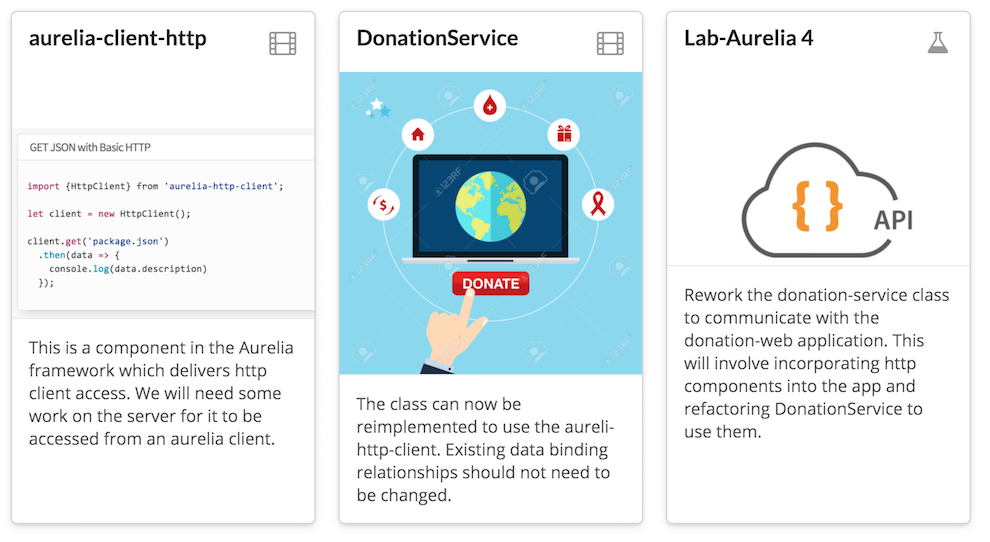 aurelia-client-http
GET JSON with Basic HTTP
import {HttpClient} from 'aurelia-http-client';
let client = new HttpClient();
client.get('package.json')
.then(data => {
console.log(data.description)
});
This is a component in the Aurelia
framework which delivers http
client access. We will need some
work on the server for it to be
accessed from an aurelia client.
DonationService
123RF
$
DONATE
The class can now be
reimplemented to use the aureli-
http-client. Existing data binding
relationships should not need to
be changed.
Lab-Aurelia 4
{ }
API
Rework the donation-service class
to communicate with the
donation-web application. This
will involve incorporating http
components into the app and
refactoring DonationService to
use them.